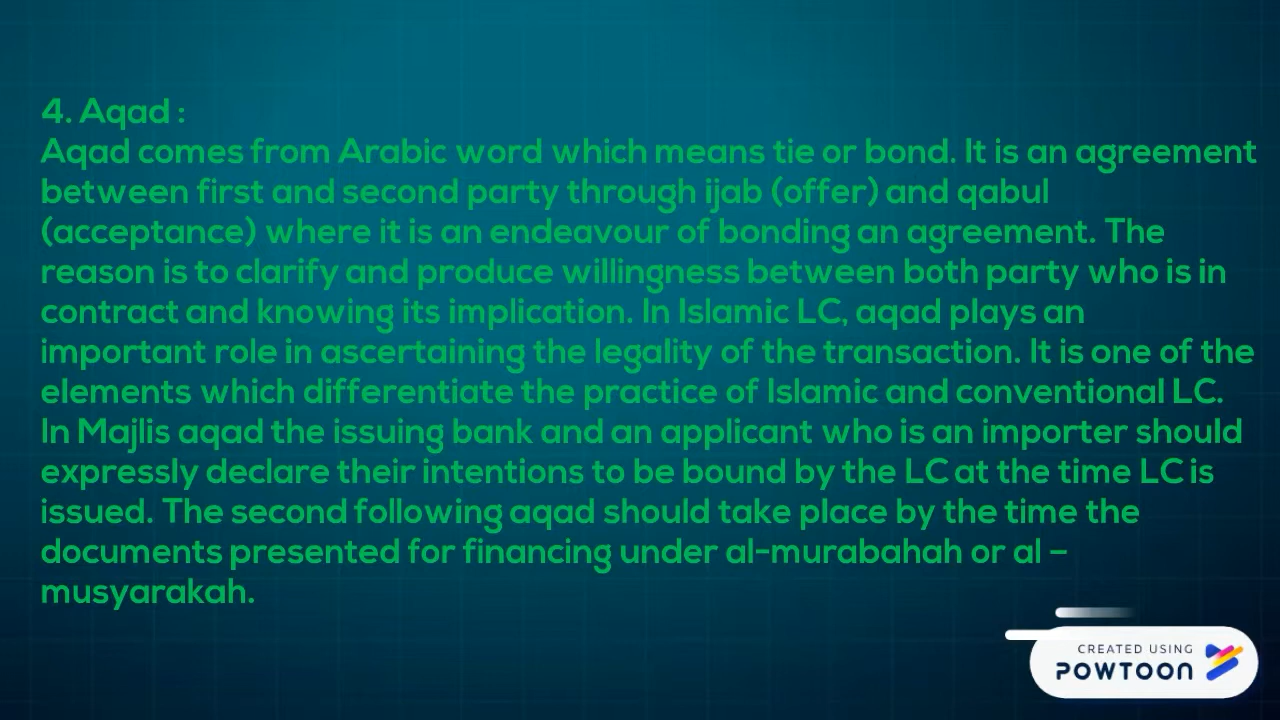 4. Aqad :
Aqad comes from Arabic word which means tie or bond. It is an agreement
between first and second party through ijab (offer) and qabul
(acceptance) where it is an endeavour of bonding an agreement. The
reason is to clarify and produce willingness between both party who is in
contract and knowing its implication. In Islamic LC, aqad plays an
important role in ascertaining the legality of the transaction. It is one of the
elements which differentiate the practice of Islamic and conventional LC.
In Majlis aqad the issuing bank and an applicant who is an importer should
expressly declare their intentions to be bound by the LC at the time LC is
issued. The second following aqad should take place by the time the
documents presented for financing under al-murabahah or al –
musyarakah.
CREATED USING
POWTOON